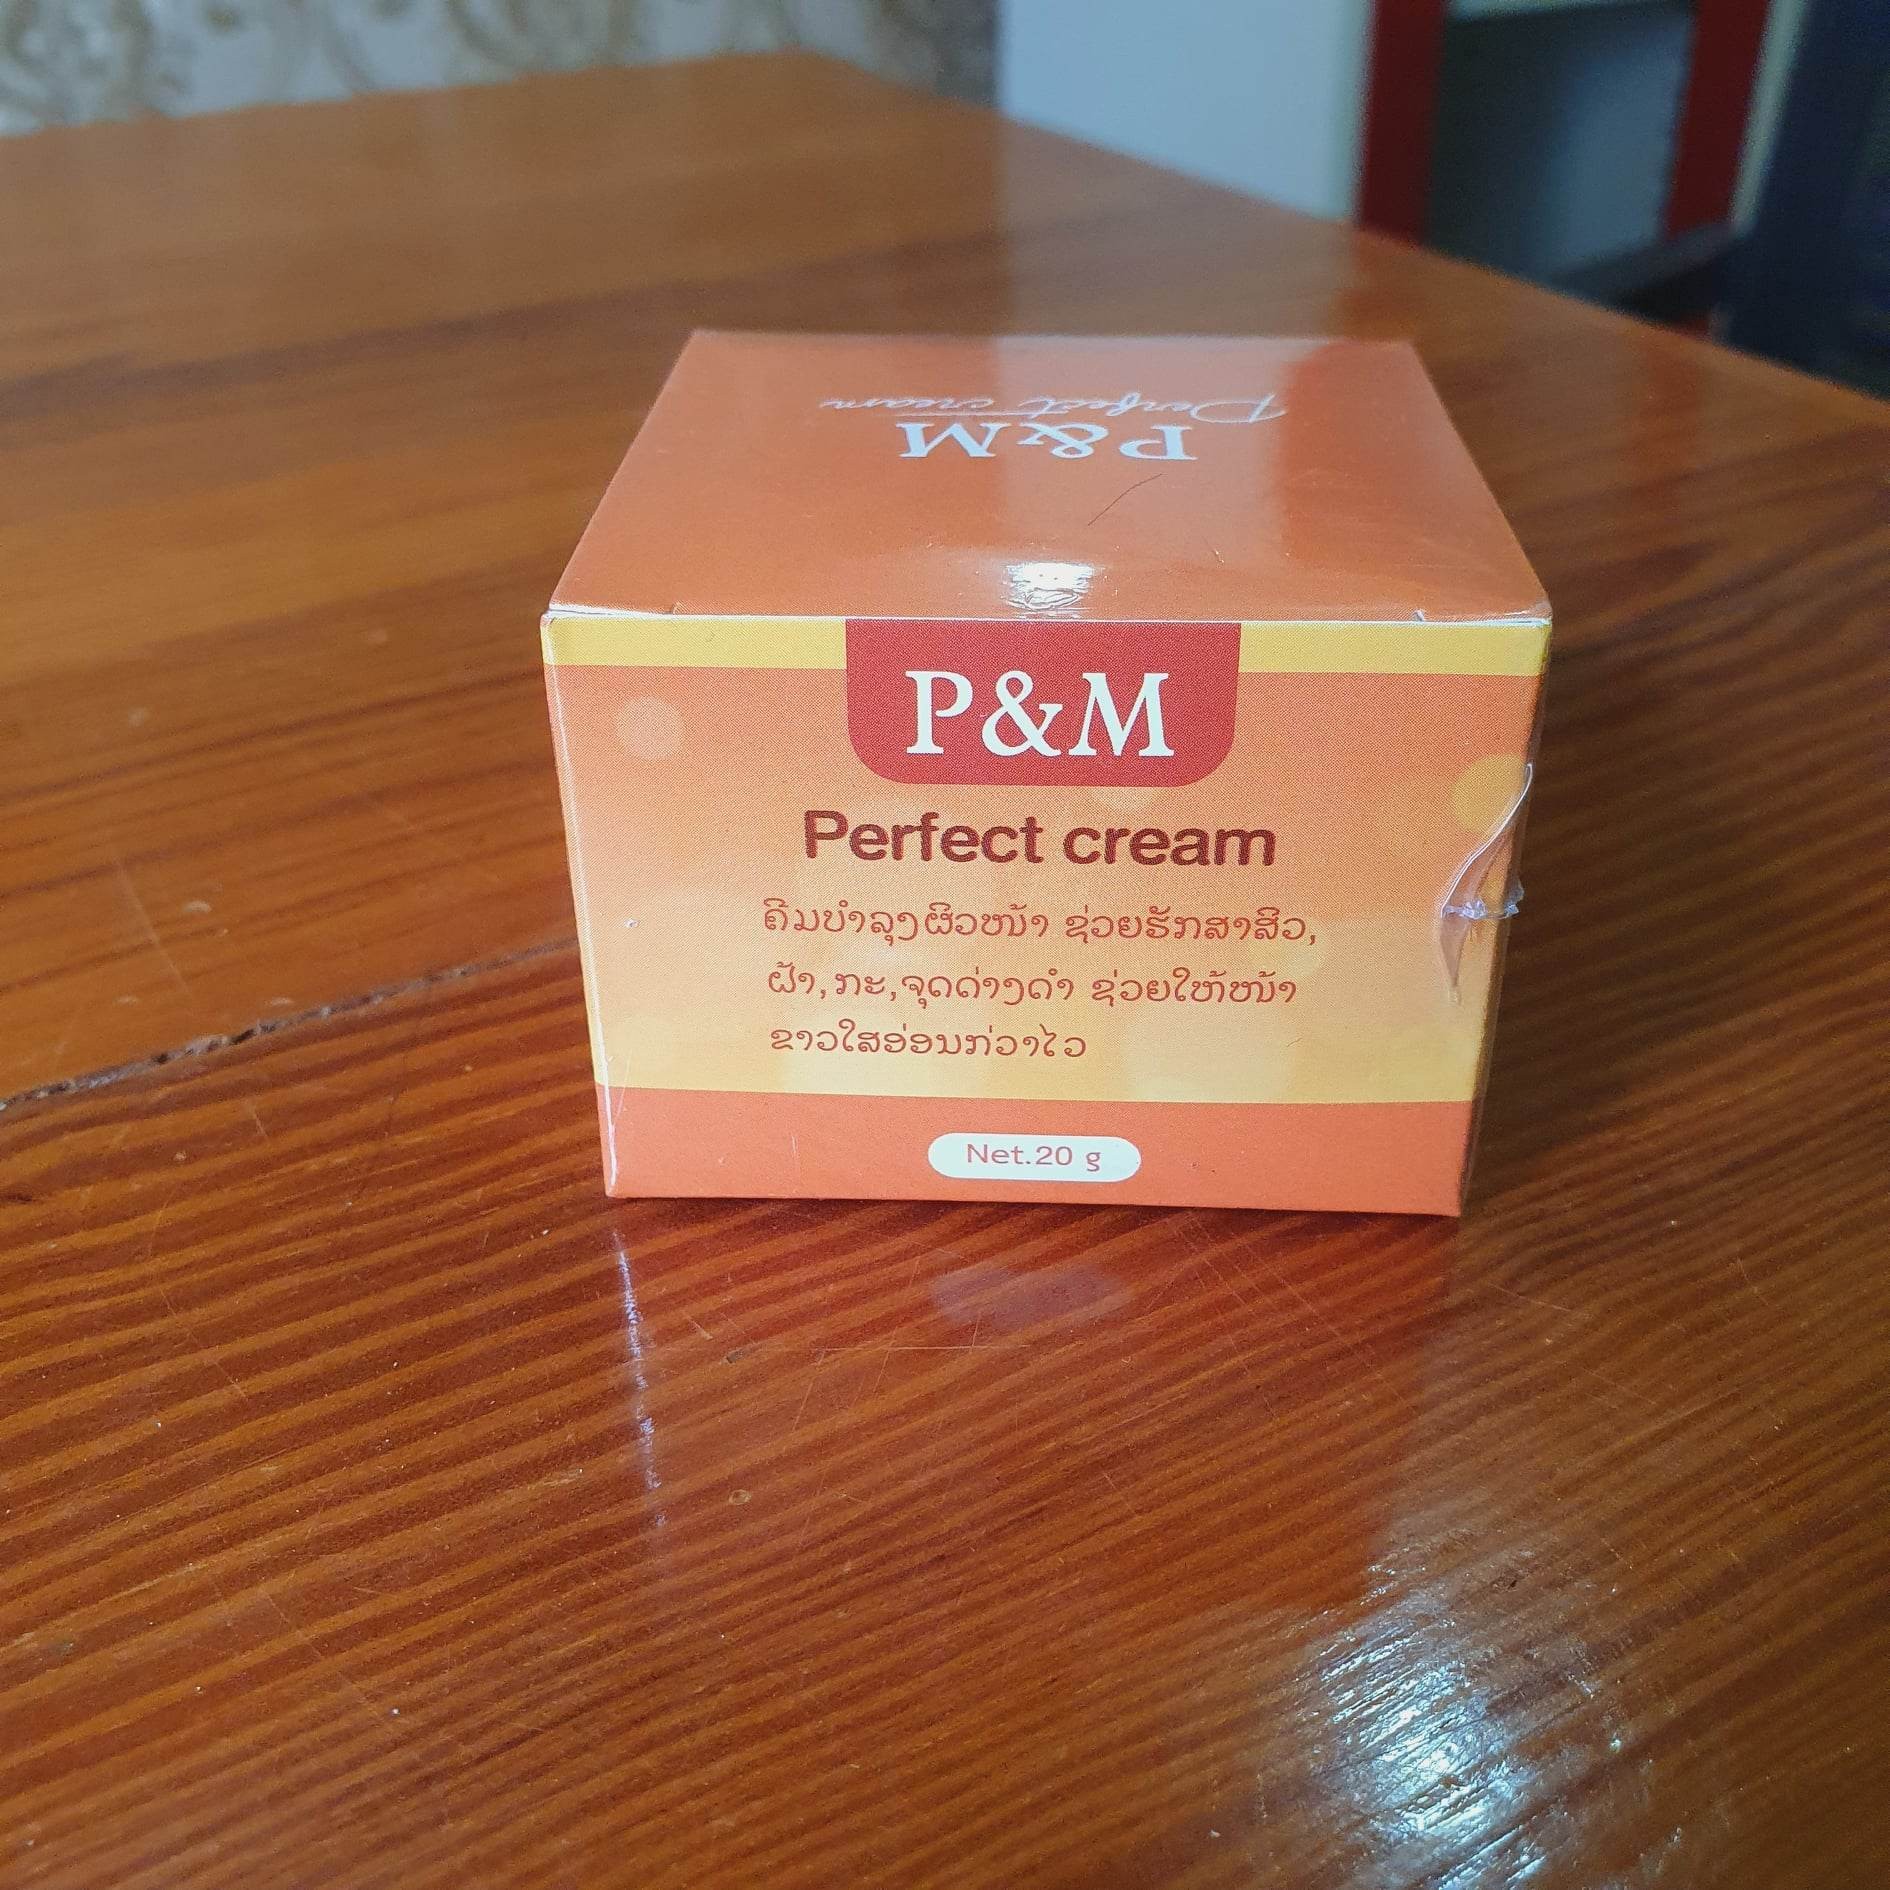 Perfect cream
P&M
P&M
Perfect cream
ຄີມບຳລຸງຜິວໜ້າ ຊ່ວຍຮັກສາສິວ,
ຝ້າ,ກະ,ຈຸດດ່າງດຳ ຊ່ວຍໃຫ້ໜ້າ
ຂາວໃສອ່ອນກ່ວາໄວ
Net.20 g